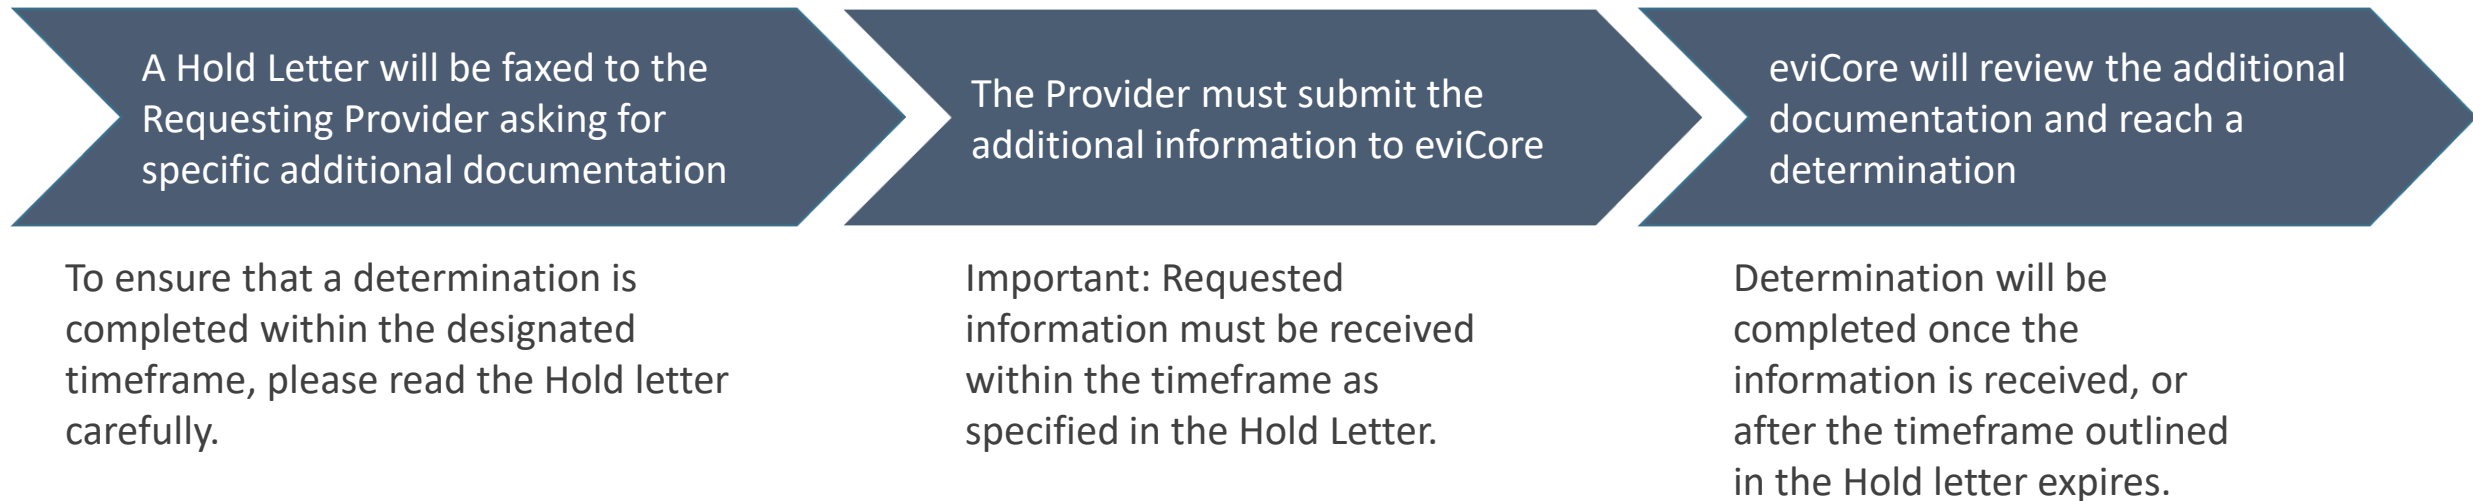 A Hold Letter will be faxed to the
Requesting Provider asking for
specific additional documentation
The Provider must submit the
additional information to eviCore
eviCore will review the additional
documentation and reach a
determination
To ensure that a determination is
completed within the designated
timeframe, please read the Hold letter
carefully.
Important: Requested
information must be received
within the timeframe as
specified in the Hold Letter.
Determination will be
completed once the
information is received, or
after the timeframe outlined
in the Hold letter expires.